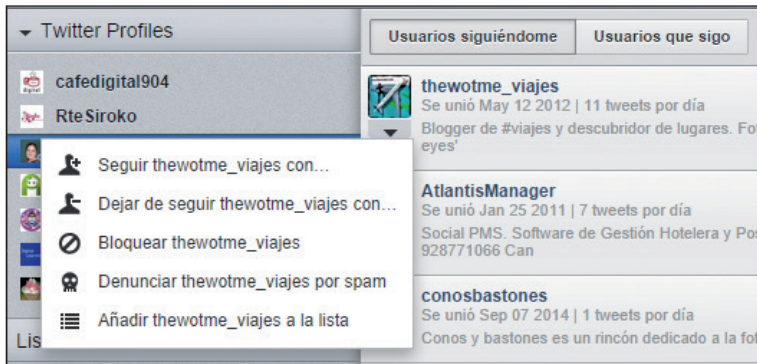 Twitter Profiles
cafedigital904
RteSiroko
Seguir thewotme_viajes con...
Dejar de seguir thewotme_viajes con...
Bloquear thewotme_viajes
Denunciar thewotme_viajes por spam
Añadir thewotme_viajes a la lista
Lis
Usuarios siguiéndome
Usuarios que sigo
thewotme_viajes
Se unió May 12 2012 | 11 tweets por día
Blogger de #viajes y descubridor de lugares. Fot
eyes'
AtlantisManager
Se unió Jan 25 2011 | 7 tweets por día
Social PMS. Software de Gestión Hotelera y Pos
928771066 Can
conosbastones
Se unió Sep 07 2014 | 1 tweets por día
Conos y bastones es un rincón dedicado a la fot